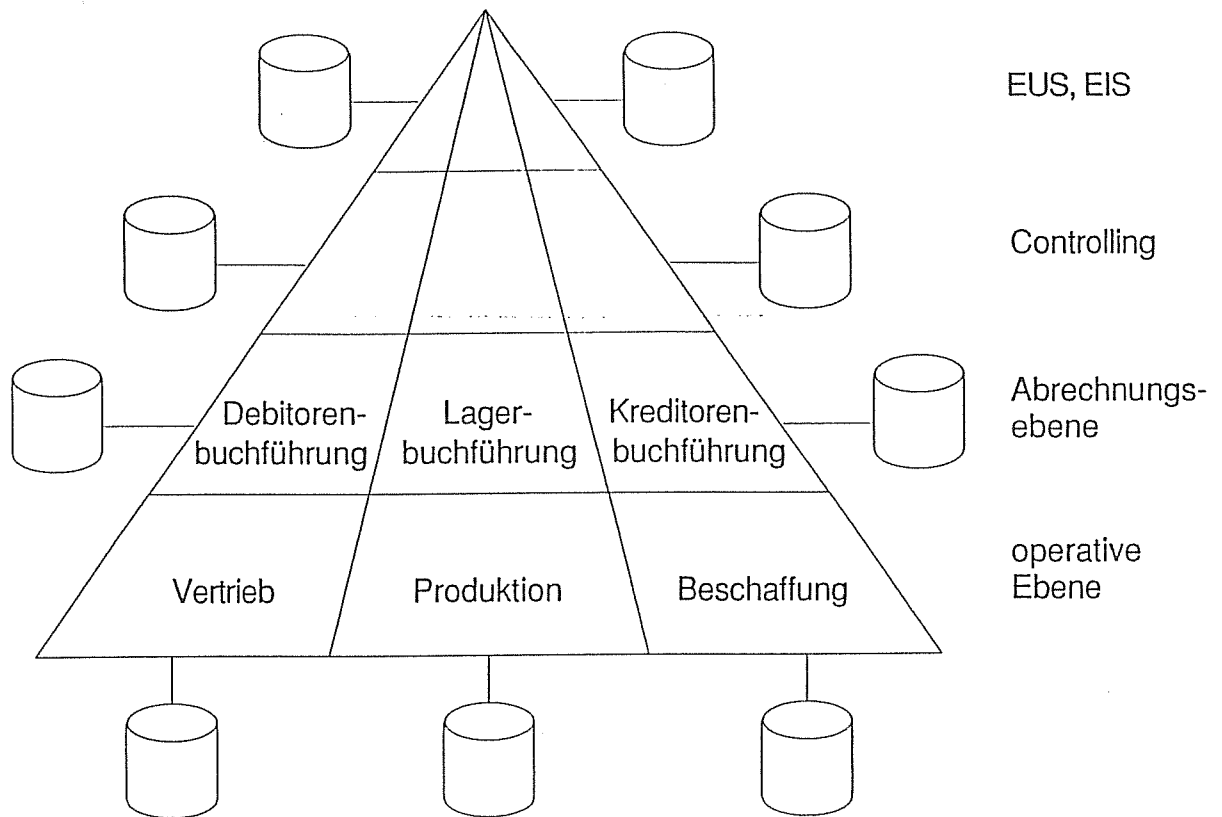 EUS, EIS
Controlling
Debitoren-
buchführung
Lager-
buchführung
Kreditoren-
buchführung
Abrechnungs-
ebene
Vertrieb
Produktion
Beschaffung
operative
Ebene